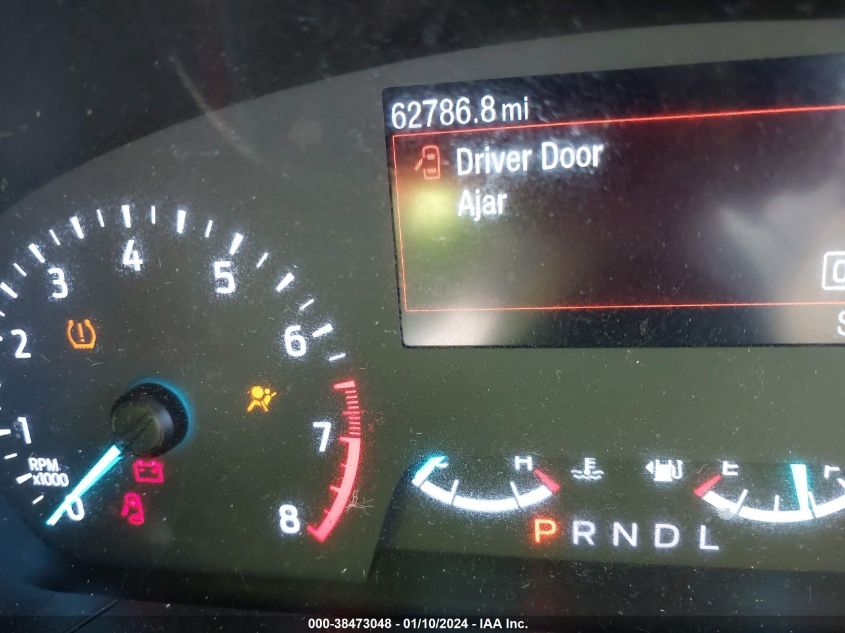 62786.8 mi
Driver Door
Ajar
4
3
5
2
6
1
7
RPM
x1000
0
8
H
E
P R N D L
000-38473048 - 01/10/2024 - IAA Inc.